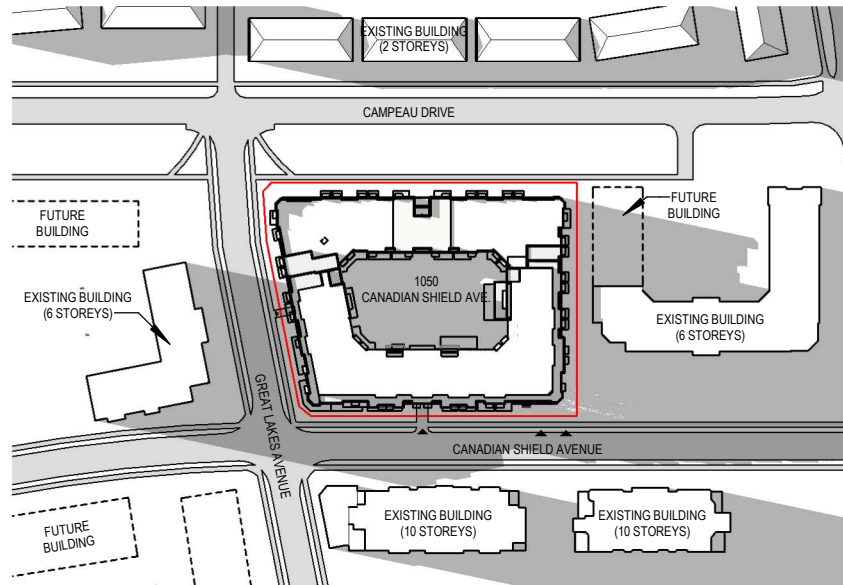 EXISTING BUILDING
(2 STOREYS)
CAMPEAU DRIVE
FUTURE
BUILDING
FUTURE
BUILDING
1050
CANADIAN SHIELD AVE.
EXISTING BUILDING
(6 STOREYS)
EXISTING BUILDING
(6 STOREYS)
GREAT LAKES AVENUE
CANADIAN SHIELD AVENUE
FUTURE
BUILDING
EXISTING BUILDING
(10 STOREYS)
EXISTING BUILDING
(10 STOREYS)